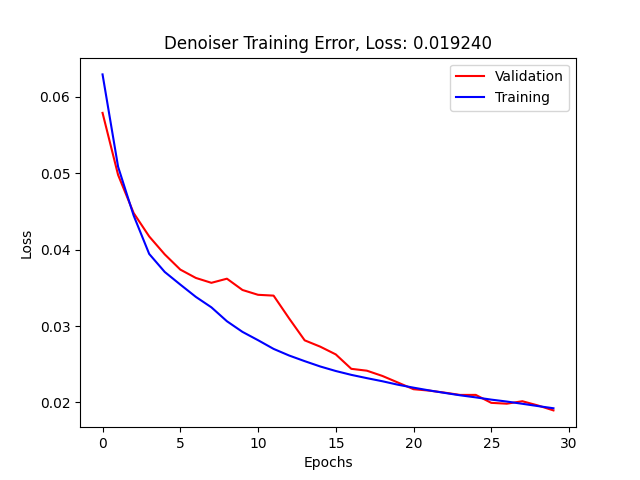 Denoiser Training Error, Loss: 0.019240
Validation
Training
0.06
0.05
0.04
0.03
0.02
Loss
0 5 10 15 20 25 30
Epochs